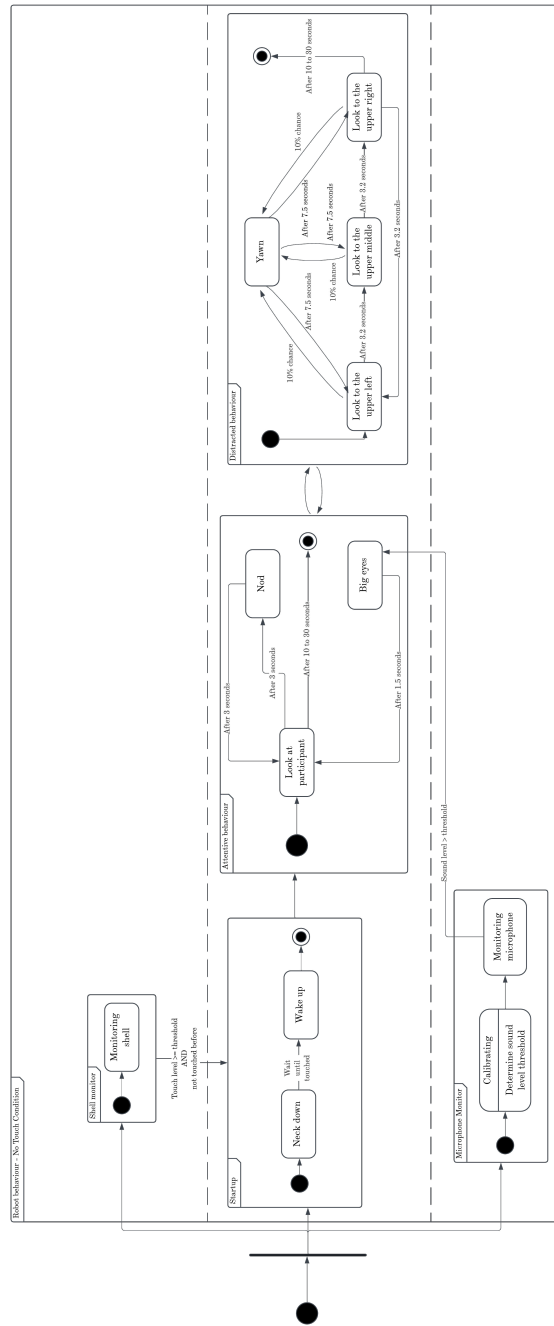 Robot behaviour - No Touch Condition
Shell monitor
Monitoring
shell
Touch level >= threshold
AND
not touched before
Startup
Neck down
Wait
until
touched
Wake up
Attentive behaviour
Look at
participant
After 3 seconds
After 3 seconds
Nod
After 10 to 30 seconds
Big eyes
After 1.5 seconds
Distracted behaviour
Look to the
upper left
After 3.2 seconds
Look to the
upper middle
After 3.2 seconds
Look to the
upper right
After 3.2 seconds
Yawn
10% chance
After 7.5 seconds
10% chance
After 7.5 seconds
After 7.5 seconds
10% chance
After 10 to 30 seconds
Microphone Monitor
Calibrating
Determine sound
level threshold
Monitoring
microphone
Sound level > threshold